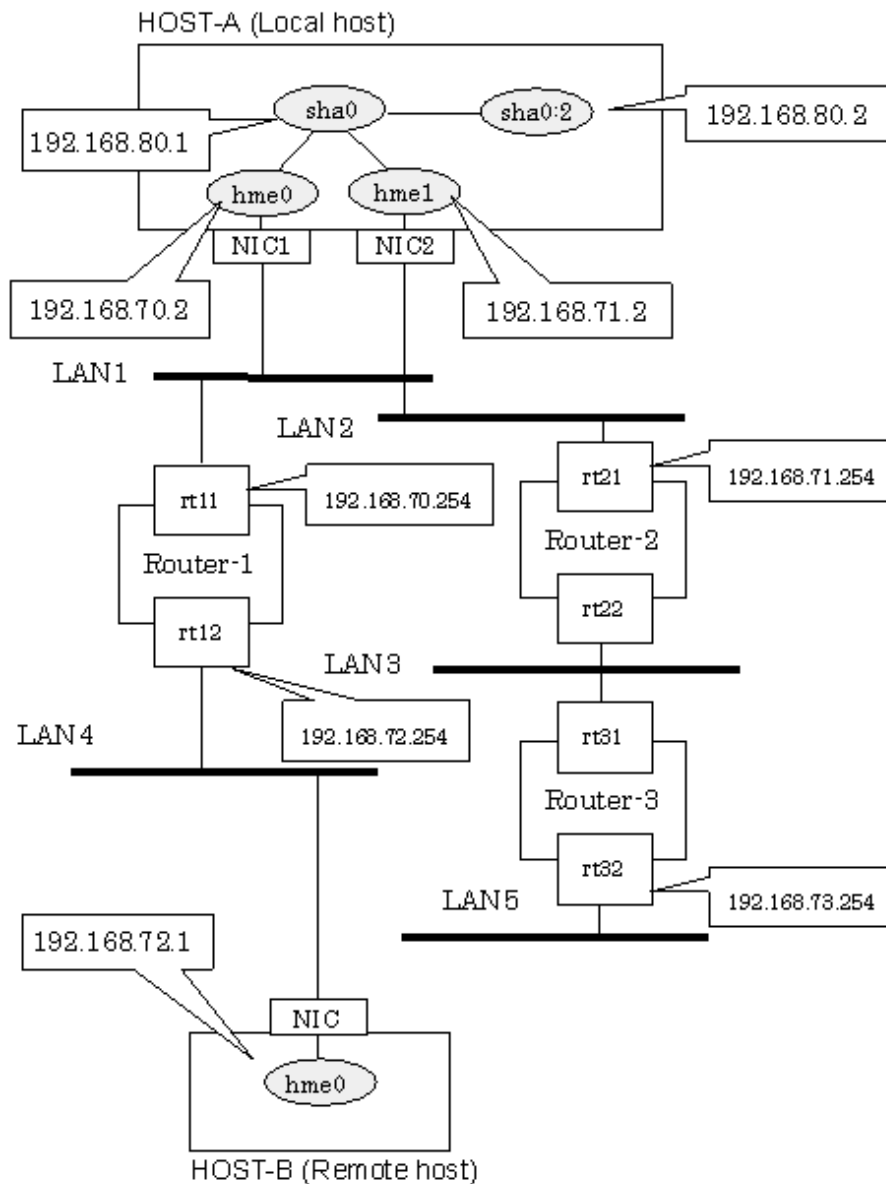 HOST-A (Local host)
sha0
sha0:2
192.168.80.1
192.168.80.2
hme0
hme1
NIC1
NIC2
192.168.70.2
192.168.71.2
LAN1
LAN2
rt11
192.168.70.254
rt21
192.168.71.254
Router-1
Router-2
rt12
rt22
LAN3
192.168.72.254
LAN4
rt31
Router-3
rt32
192.168.73.254
LAN5
192.168.72.1
NIC
hme0
HOST-B (Remote host)